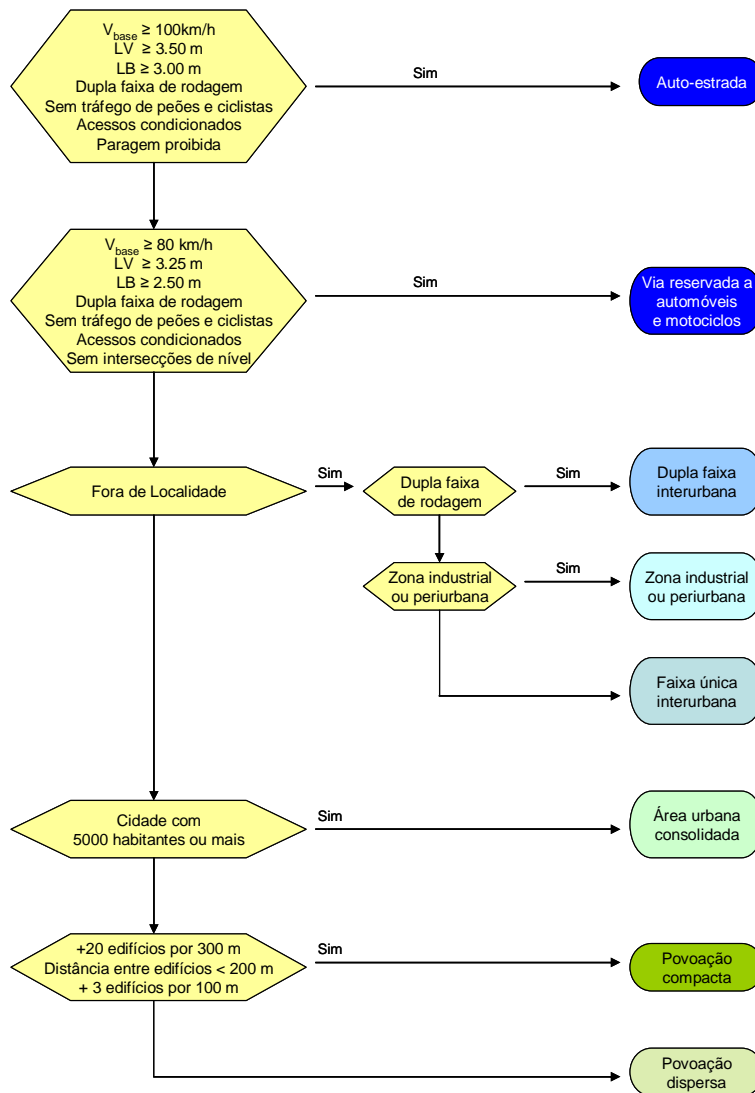 V_base ≥ 100km/h
LV ≥ 3.50 m
LB ≥ 3.00 m
Dupla faixa de rodagem
Sem tráfego de peões e ciclistas
Acessos condicionados
Paragem proibida
Sim
Auto-estrada
V_base ≥ 80 km/h
LV ≥ 3.25 m
LB ≥ 2.50 m
Dupla faixa de rodagem
Sem tráfego de peões e ciclistas
Acessos condicionados
Sem intersecções de nível
Sim
Via reservada a
automóveis
e motociclos
Fora de Localidade
Sim
Dupla faixa
de rodagem
Sim
Dupla faixa
interurbana
Zona industrial
ou periurbana
Sim
Zona industrial
ou periurbana
Faixa única
interurbana
Cidade com
5000 habitantes ou mais
Sim
Área urbana
consolidada
+20 edifícios por 300 m
Distância entre edifícios < 200 m
+ 3 edifícios por 100 m
Sim
Povoação
compacta
Povoação
dispersa